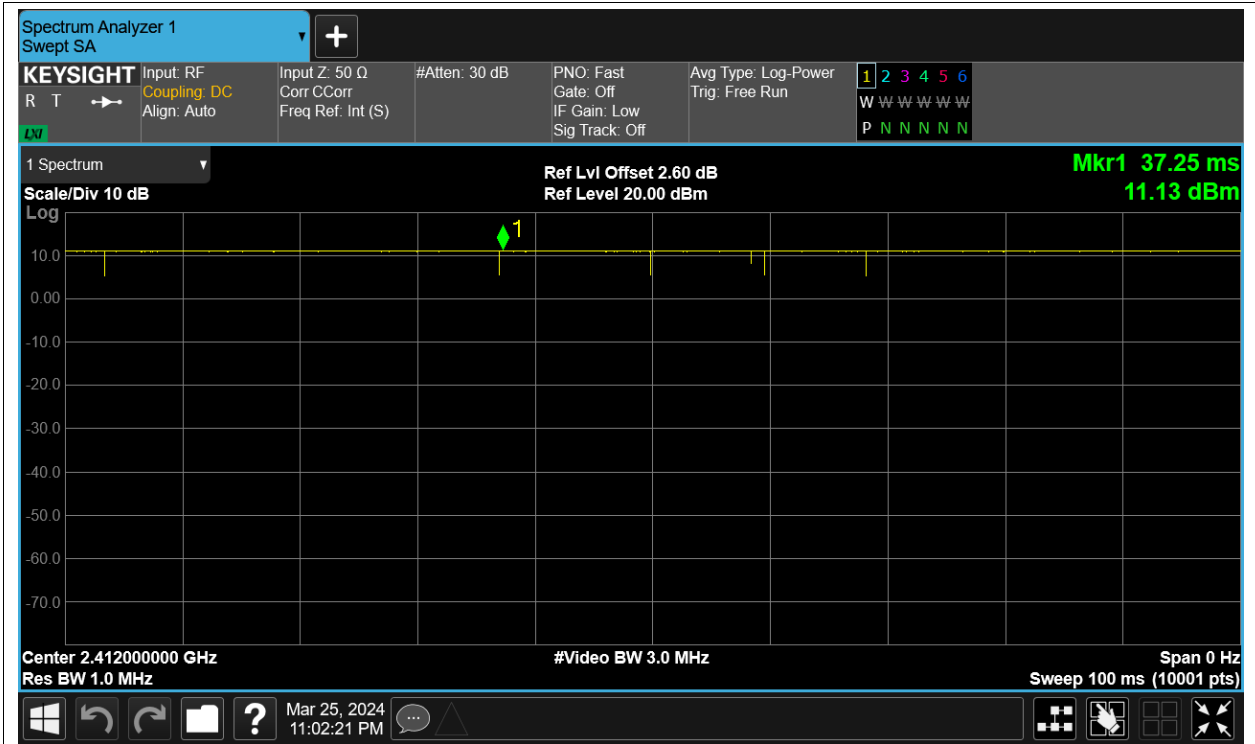 Spectrum Analyzer 1
Swept SA
KEYSIGHT
R T
LXI
Input: RF
Coupling: DC
Align: Auto
Input Z: 50 Ω
Corr CCorr
Freq Ref: Int (S)
#Atten: 30 dB
PNO: Fast
Gate: Off
IF Gain: Low
Sig Track: Off
Avg Type: Log-Power
Trig: Free Run
1 2 3 4 5 6
W W W W W W
P N N N N N
1 Spectrum
Scale/Div 10 dB
Log
Ref Lvl Offset 2.60 dB
Ref Level 20.00 dBm
Mkr1 37.25 ms
11.13 dBm
1
10.0
0.00
-10.0
-20.0
-30.0
-40.0
-50.0
-60.0
-70.0
Center 2.412000000 GHz
Res BW 1.0 MHz
#Video BW 3.0 MHz
Span 0 Hz
Sweep 100 ms (10001 pts)
?
Mar 25, 2024
11:02:21 PM